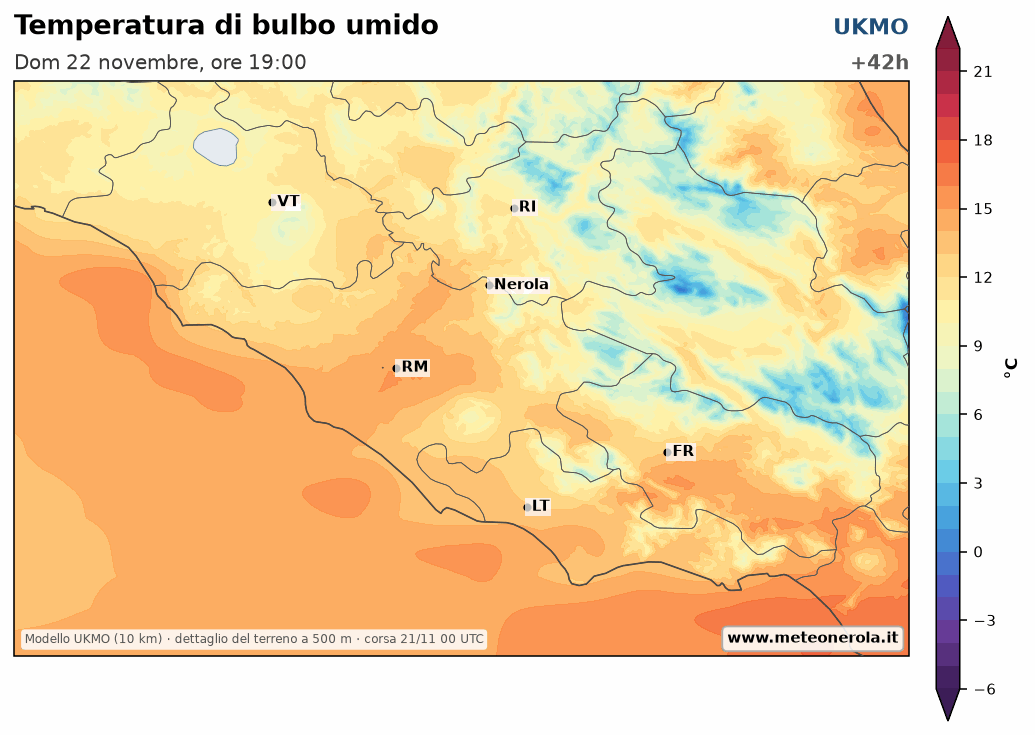 Temperatura di bulbo umido
UKMO
Dom 22 novembre, ore 19:00
+42h
VT
RI
Nerola
RM
FR
LT
21
18
15
12
9
6
3
0
−3
−6
°C
Modello UKMO (10 km) · dettaglio del terreno a 500 m · corsa 21/11 00 UTC
www.meteonerola.it